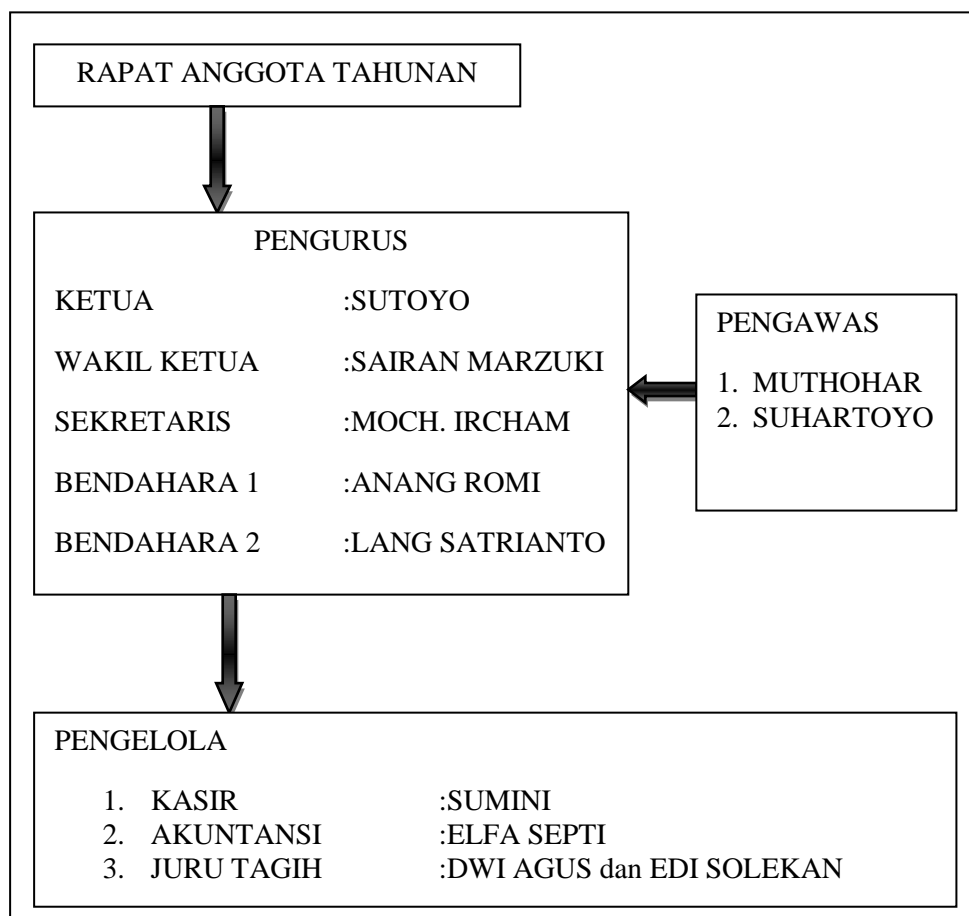 RAPAT ANGGOTA TAHUNAN
PENGURUS
KETUA :SUTOYO
WAKIL KETUA :SAIRAN MARZUKI
SEKRETARIS :MOCH. IRCHAM
BENDAHARA 1 :ANANG ROMI
BENDAHARA 2 :LANG SATRIANTO
PENGAWAS
1. MUTHOHAR
2. SUHARTOYO
PENGELOLA
1. KASIR :SUMINI
2. AKUNTANSI :ELFA SEPTI
3. JURU TAGIH :DWI AGUS dan EDI SOLEKAN